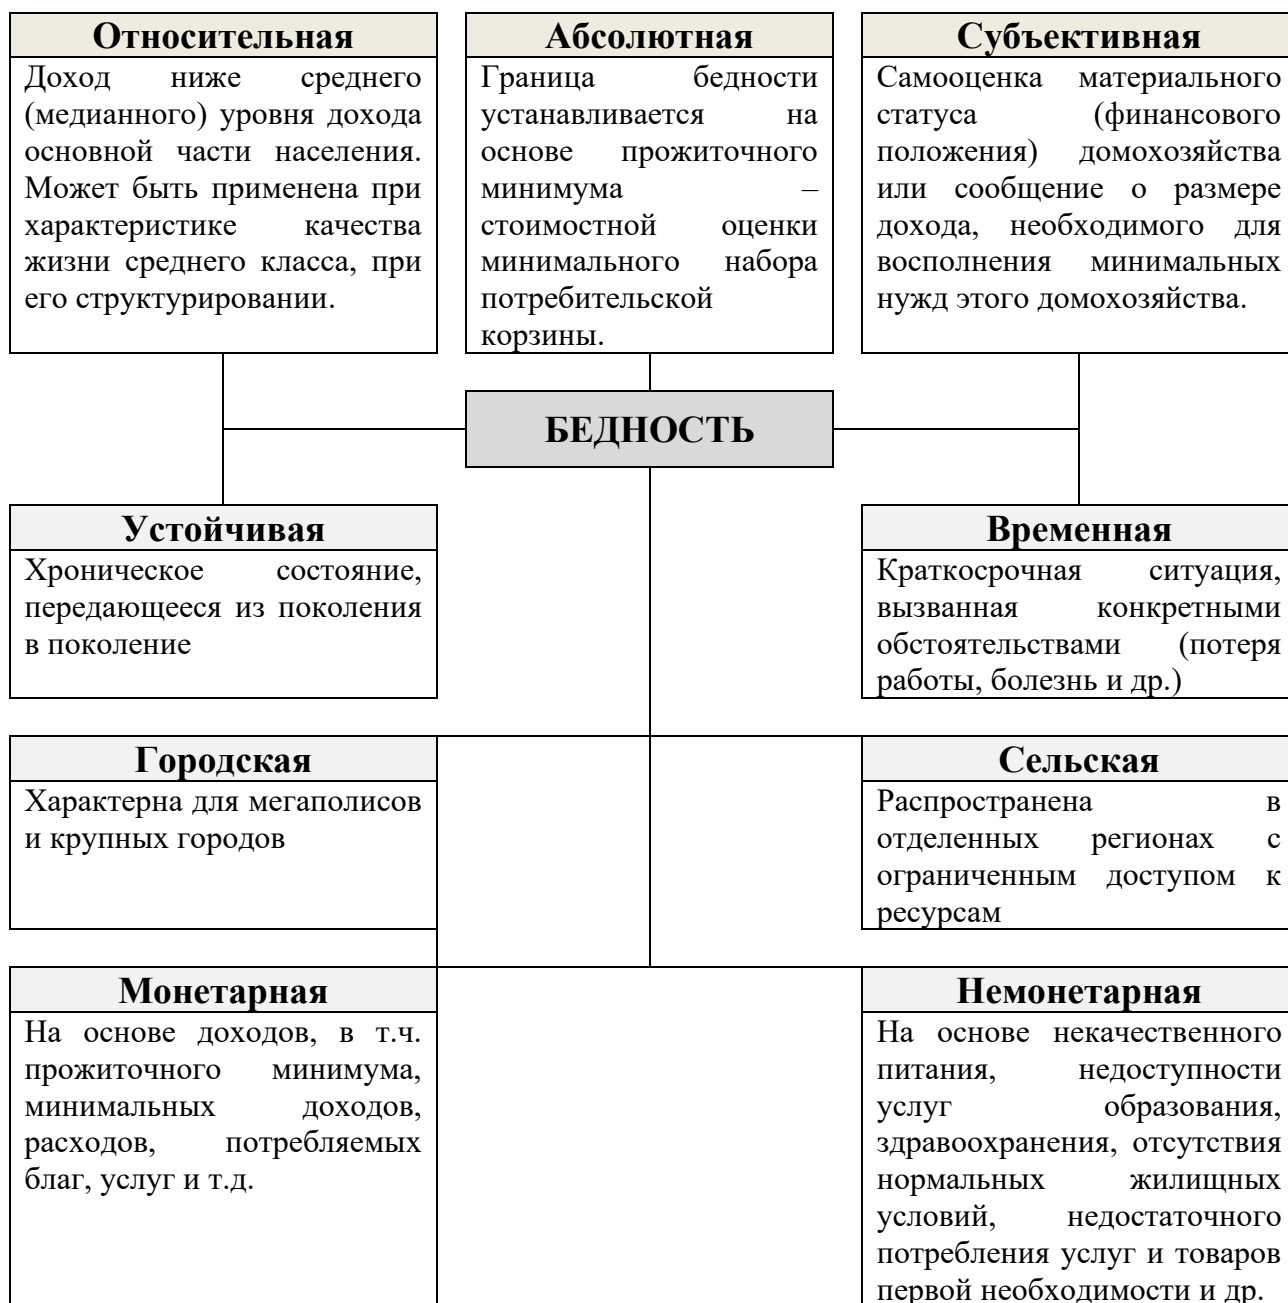 Относительная
Доход ниже среднего
(медианного) уровня дохода
основной части населения.
Может быть применена при
характеристике качества
жизни среднего класса, при
его структурировании.
Абсолютная
Граница бедности
устанавливается на
основе прожиточного
минимума –
стоимостной оценки
минимального набора
потребительской
корзины.
Субъективная
Самооценка материального
статуса (финансового
положения) домохозяйства
или сообщение о размере
дохода, необходимого для
восполнения минимальных
нужд этого домохозяйства.
БЕДНОСТЬ
Устойчивая
Хроническое состояние,
передающееся из поколения
в поколение
Временная
Краткосрочная ситуация,
вызванная конкретными
обстоятельствами (потеря
работы, болезнь и др.)
Городская
Характерна для мегаполисов
и крупных городов
Сельская
Распространена в
отделенных регионах с
ограниченным доступом к
ресурсам
Монетарная
На основе доходов, в т.ч.
прожиточного минимума,
минимальных доходов,
расходов, потребляемых
благ, услуг и т.д.
Немонетарная
На основе некачественного
питания, недоступности
услуг образования,
здравоохранения, отсутствия
нормальных жилищных
условий, недостаточного
потребления услуг и товаров
первой необходимости и др.